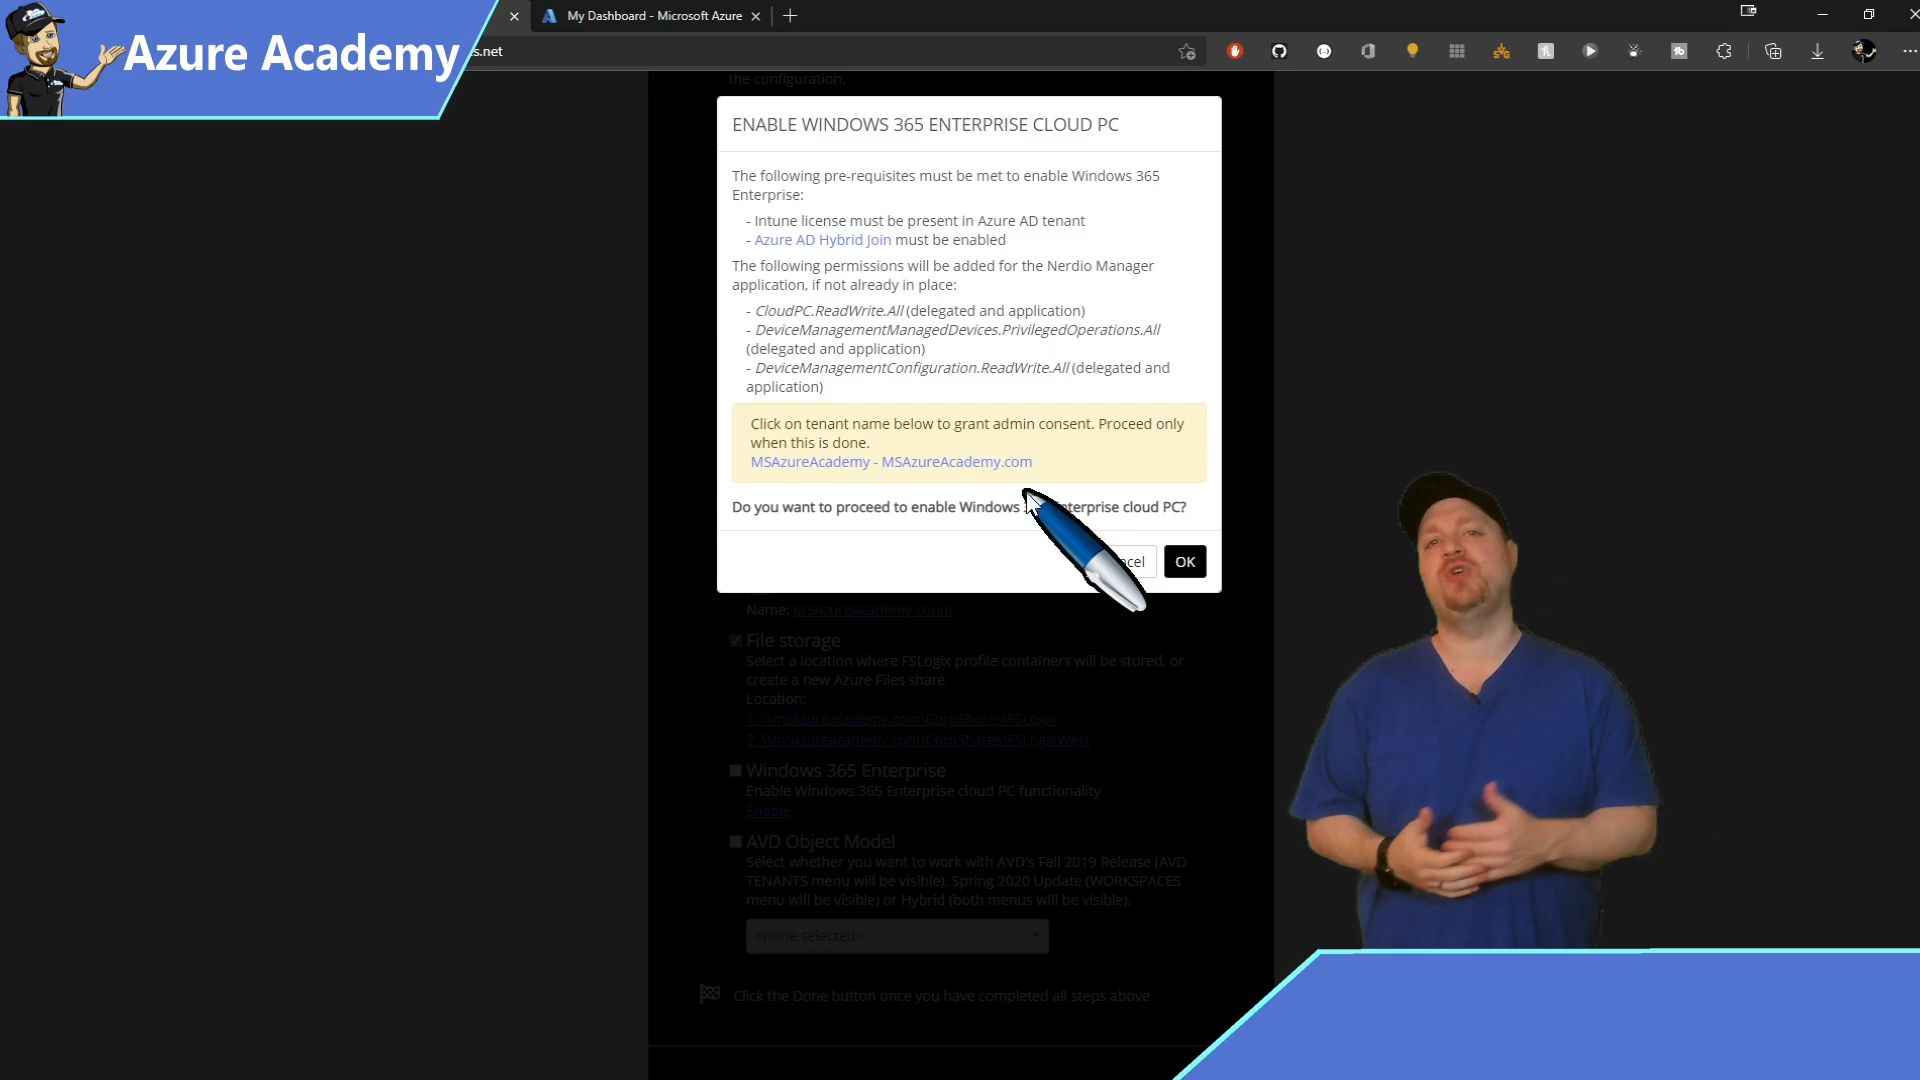 Azure Academy
My Dashboard - Microsoft Azure
s.net
the configuration.
ENABLE WINDOWS 365 ENTERPRISE CLOUD PC
The following pre-requisites must be met to enable Windows 365
Enterprise:
- Intune license must be present in Azure AD tenant
- Azure AD Hybrid Join must be enabled
The following permissions will be added for the Nerdio Manager
application, if not already in place:
- CloudPC.ReadWrite.All (delegated and application)
- DeviceManagementManagedDevices.PrivilegedOperations.All
(delegated and application)
- DeviceManagementConfiguration.ReadWrite.All (delegated and
application)
Click on tenant name below to grant admin consent. Proceed only
when this is done.
MSAzureAcademy - MSAzureAcademy.com
Do you want to proceed to enable Windows terprise cloud PC?
cel
OK
Name: MSAzureAcademy.coom
File storage
Select a location where FSLogix profile containers will be stored, or
create a new Azure Files share
Location:
1. \\msazureacademy.com\CorpShares\FSLogix
2. \\msazureacademy.com\CorpShares\FSLogixWest
Windows 365 Enterprise
Enable Windows 365 Enterprise cloud PC functionality
Enable
AVD Object Model
Select whether you want to work with AVD's Fall 2019 Release (AVD
TENANTS menu will be visible), Spring 2020 Update (WORKSPACES
menu will be visible) or Hybrid (both menus will be visible).
<none selected>
Click the Done button once you have completed all steps above